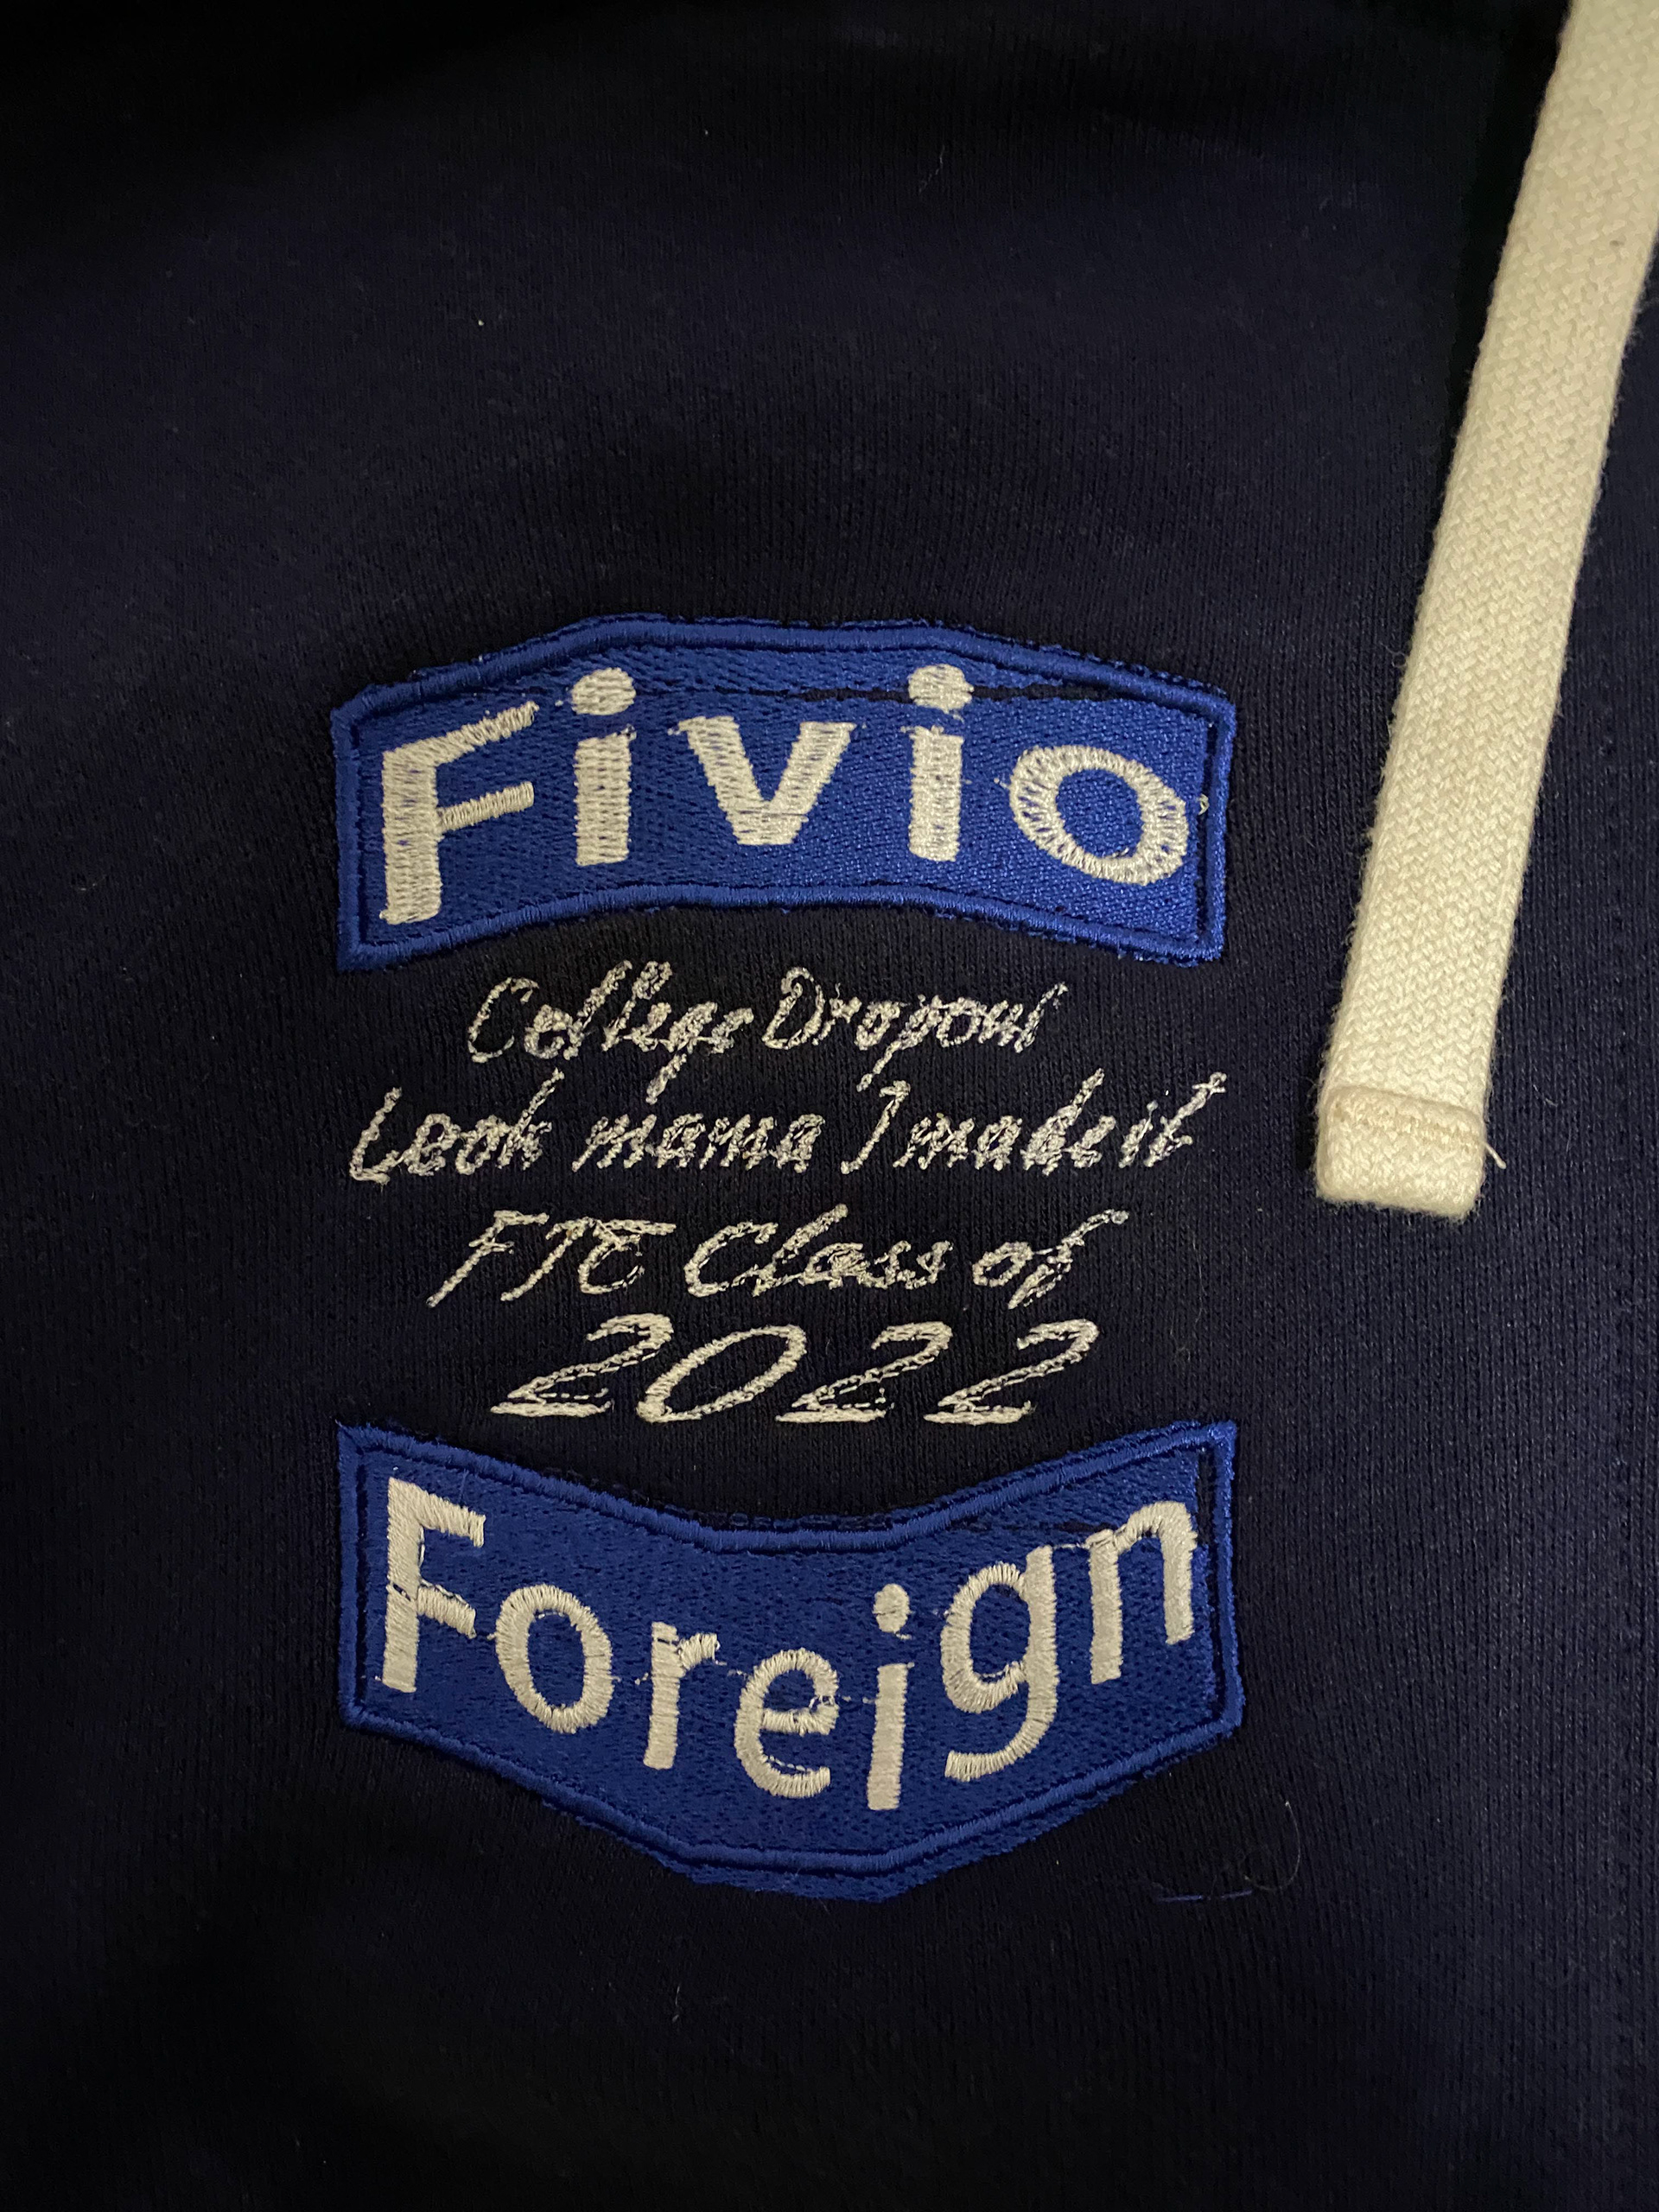 Fivio
College Dropout
Look mama I made it
FTE Class of
2022
Foreign